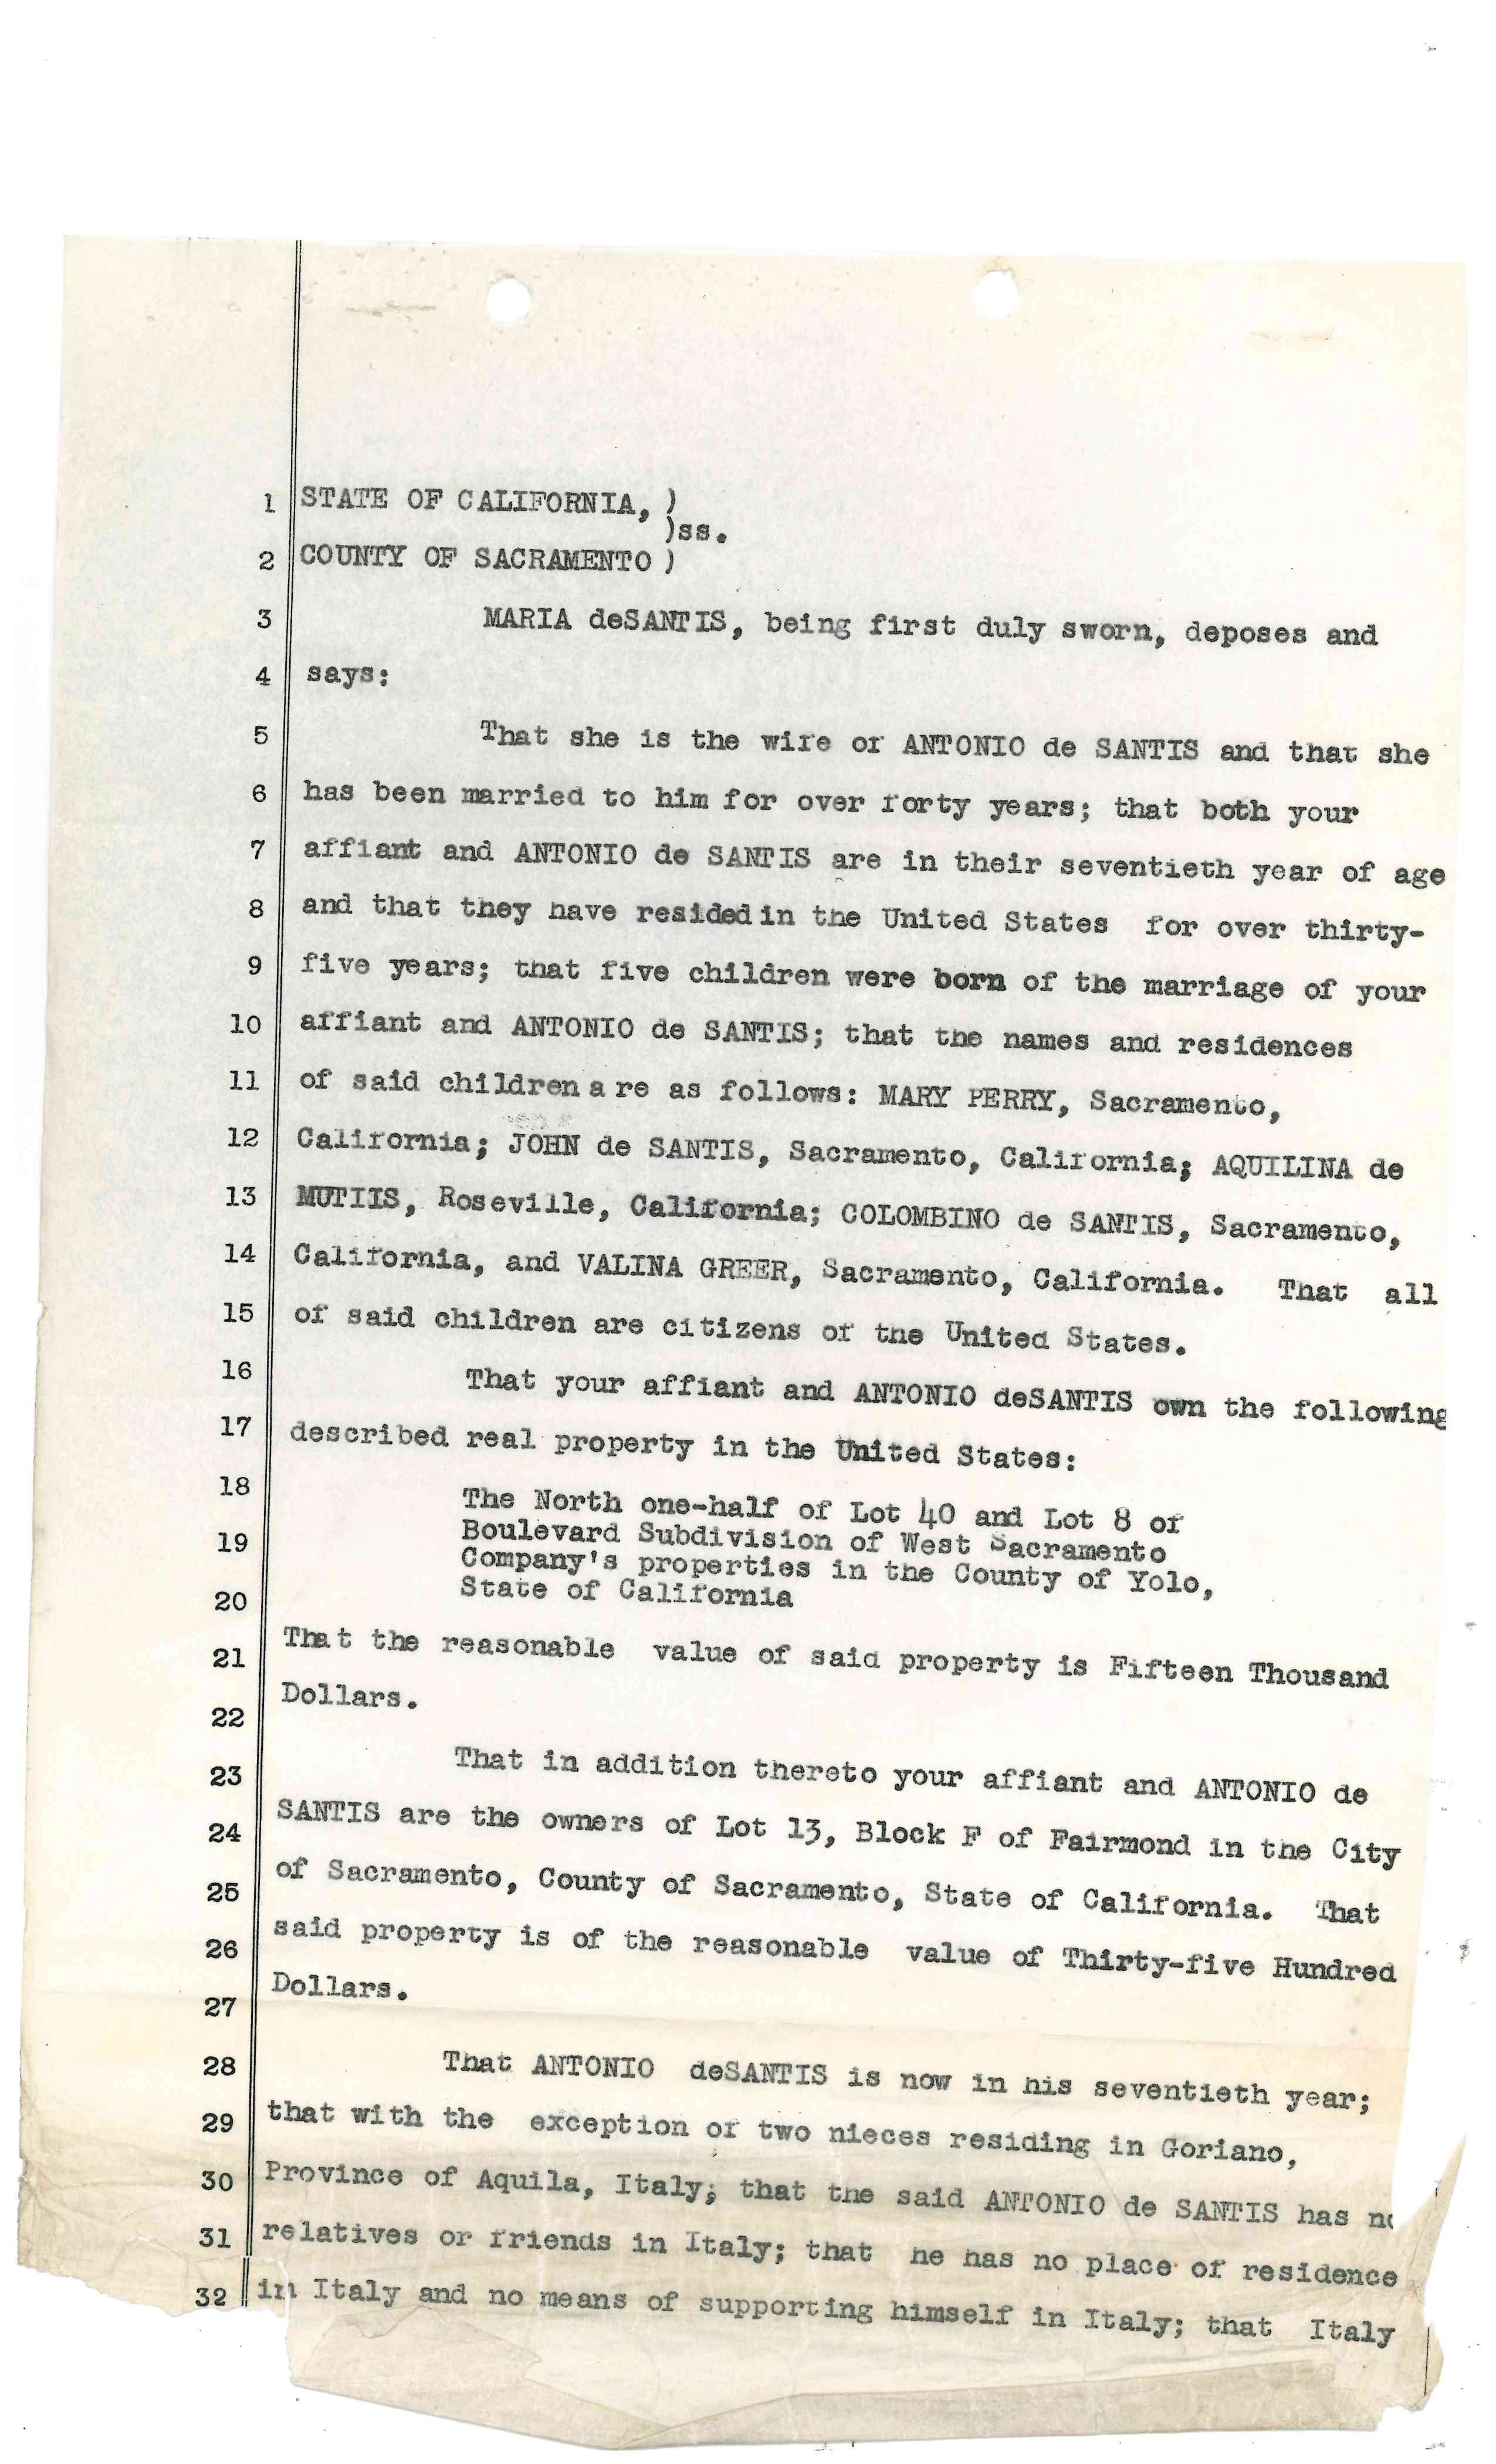 1 STATE OF CALIFORNIA, )
)ss.
2 COUNTY OF SACRAMENTO )
3 MARIA deSANTIS, being first duly sworn, deposes and
4 says:
5 That she is the wife of ANTONIO de SANTIS and that she
6 has been married to him for over forty years; that both your
7 affiant and ANTONIO de SANTIS are in their seventieth year of age
8 and that they have resided in the United States for over thirty-
9 five years; that five children were born of the marriage of your
10 affiant and ANTONIO de SANTIS; that the names and residences
11 of said children are as follows: MARY PERRY, Sacramento,
12 California; JOHN de SANTIS, Sacramento, California; AQUILINA de
13 MUTIIS, Roseville, California; COLOMBINO de SANTIS, Sacramento,
14 California, and VALINA GREER, Sacramento, California. That all
15 of said children are citizens of the United States.
16 That your affiant and ANTONIO deSANTIS own the following
17 described real property in the United States:
18 The North one-half of Lot 40 and Lot 8 of
Boulevard Subdivision of West Sacramento
19 Company's properties in the County of Yolo,
20 State of California
21 That the reasonable value of said property is Fifteen Thousand
22 Dollars.
23 That in addition thereto your affiant and ANTONIO de
24 SANTIS are the owners of Lot 13, Block F of Fairmond in the City
25 of Sacramento, County of Sacramento, State of California. That
26 said property is of the reasonable value of Thirty-five Hundred
27 Dollars.
28 That ANTONIO deSANTIS is now in his seventieth year;
29 that with the exception of two nieces residing in Goriano,
30 Province of Aquila, Italy; that the said ANTONIO de SANTIS has no
31 relatives or friends in Italy; that he has no place of residence
32 in Italy and no means of supporting himself in Italy; that Italy